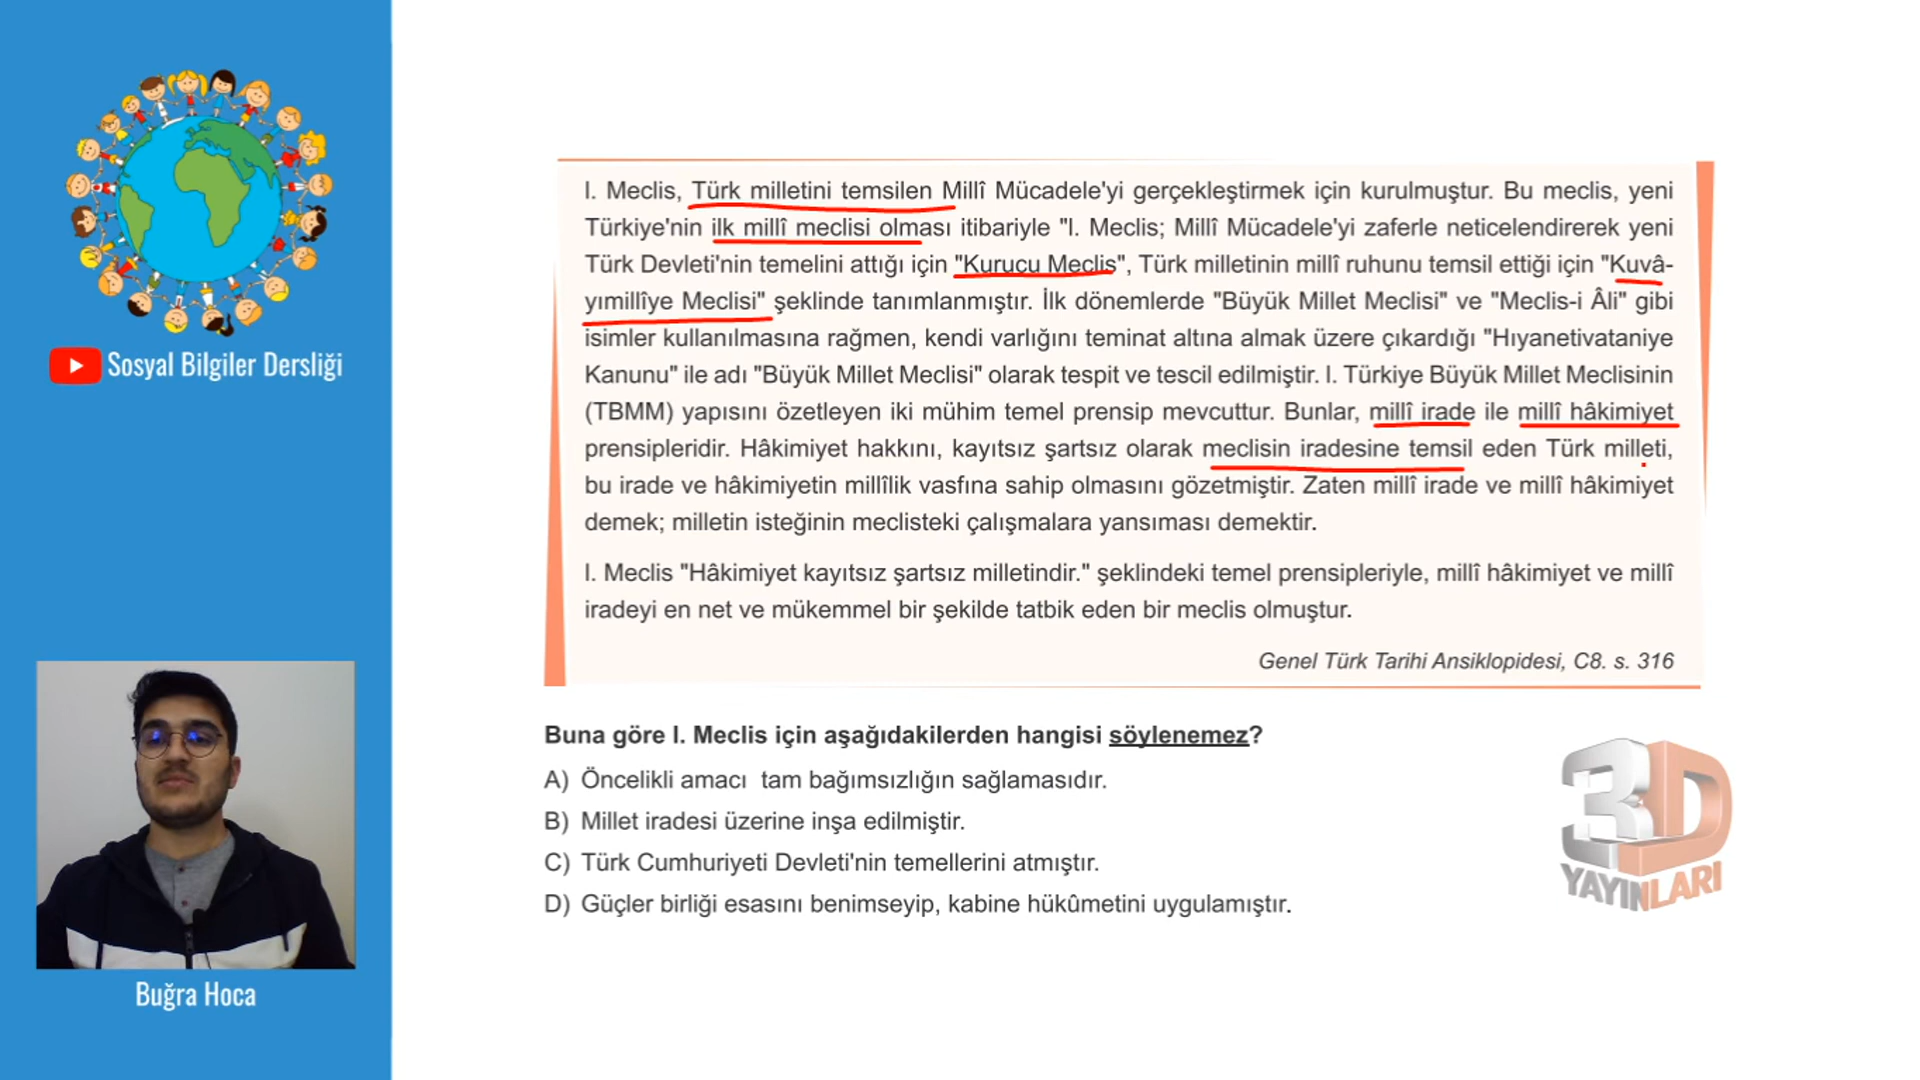 Sosyal Bilgiler Dersliği
Buğra Hoca
I. Meclis, Türk milletini temsilen Millî Mücadele'yi gerçekleştirmek için kurulmuştur. Bu meclis, yeni
Türkiye'nin ilk millî meclisi olması itibariyle "I. Meclis; Millî Mücadele'yi zaferle neticelendirerek yeni
Türk Devleti'nin temelini attığı için "Kurucu Meclis", Türk milletinin millî ruhunu temsil ettiği için "Kuvâ-
yımillîye Meclisi" şeklinde tanımlanmıştır. İlk dönemlerde "Büyük Millet Meclisi" ve "Meclis-i Âli" gibi
isimler kullanılmasına rağmen, kendi varlığını teminat altına almak üzere çıkardığı "Hıyanetivataniye
Kanunu" ile adı "Büyük Millet Meclisi" olarak tespit ve tescil edilmiştir. I. Türkiye Büyük Millet Meclisinin
(TBMM) yapısını özetleyen iki mühim temel prensip mevcuttur. Bunlar, millî irade ile millî hâkimiyet
prensipleridir. Hâkimiyet hakkını, kayıtsız şartsız olarak meclisin iradesine temsil eden Türk milleti,
bu irade ve hâkimiyetin millîlik vasfına sahip olmasını gözetmiştir. Zaten millî irade ve millî hâkimiyet
demek; milletin isteğinin meclisteki çalışmalara yansıması demektir.
I. Meclis "Hâkimiyet kayıtsız şartsız milletindir." şeklindeki temel prensipleriyle, millî hâkimiyet ve millî
iradeyi en net ve mükemmel bir şekilde tatbik eden bir meclis olmuştur.
Genel Türk Tarihi Ansiklopidesi, C8. s. 316
Buna göre I. Meclis için aşağıdakilerden hangisi söylenemez?
A) Öncelikli amacı tam bağımsızlığın sağlamasıdır.
B) Millet iradesi üzerine inşa edilmiştir.
C) Türk Cumhuriyeti Devleti'nin temellerini atmıştır.
D) Güçler birliği esasını benimseyip, kabine hükûmetini uygulamıştır.
3D
YAYINLARI